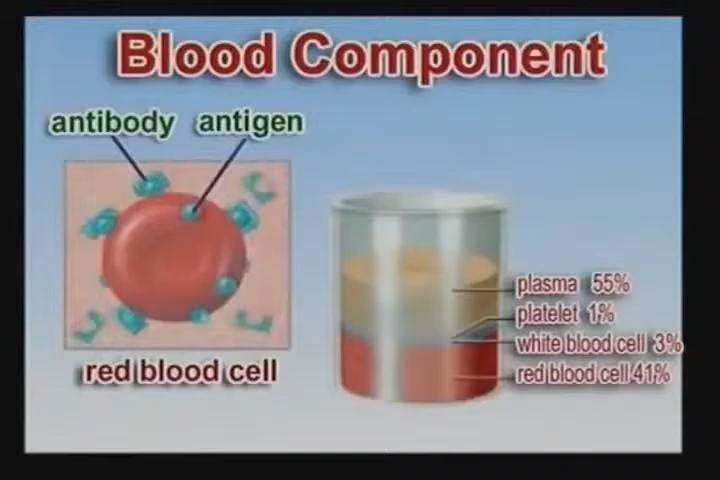 Blood Component
antibody antigen
red blood cell
plasma 55%
platelet 1%
white blood cell 3%
red blood cell 41%